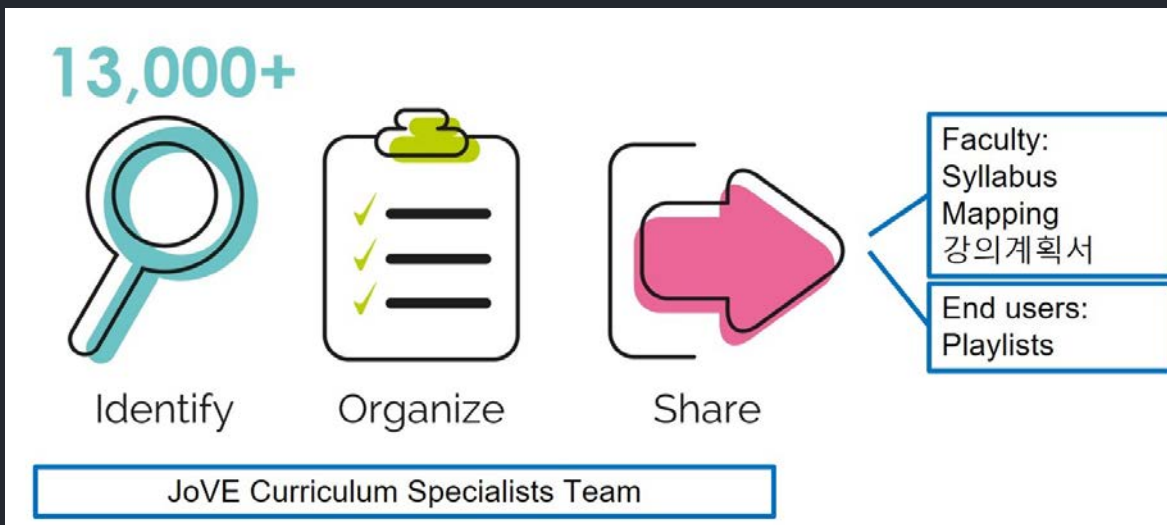 13,000+
Identify
Organize
Share
Faculty:
Syllabus
Mapping
강의계획서
End users:
Playlists
JoVE Curriculum Specialists Team